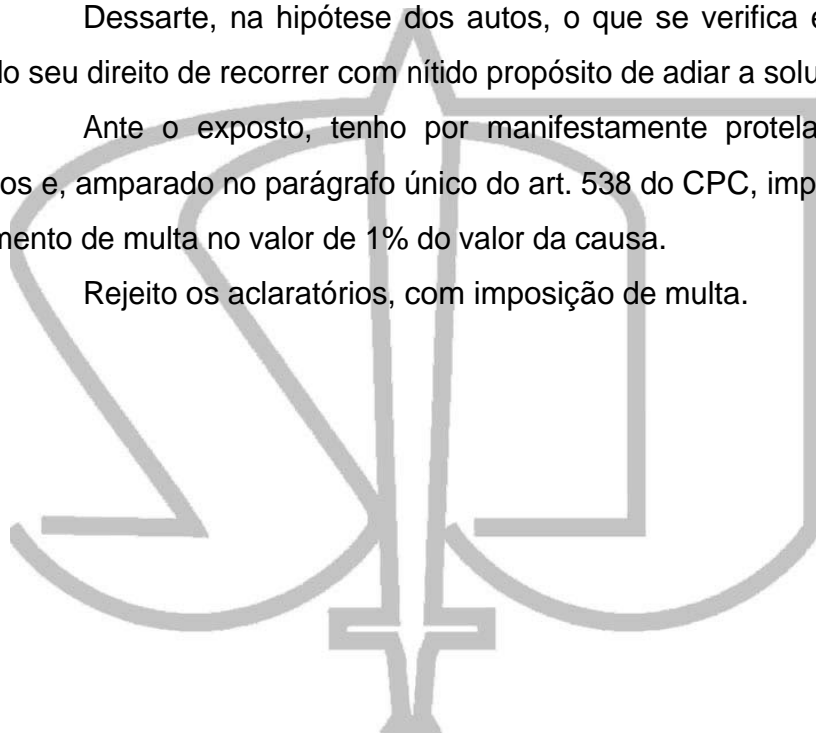 Dessarte, na hipótese dos autos, o que se verifica
do seu direito de recorrer com nítido propósito de adiar a solu
Ante o exposto, tenho por manifestamente protela
os e, amparado no parágrafo único do art. 538 do CPC, imp
mento de multa no valor de 1% do valor da causa.
Rejeito os aclaratórios, com imposição de multa.